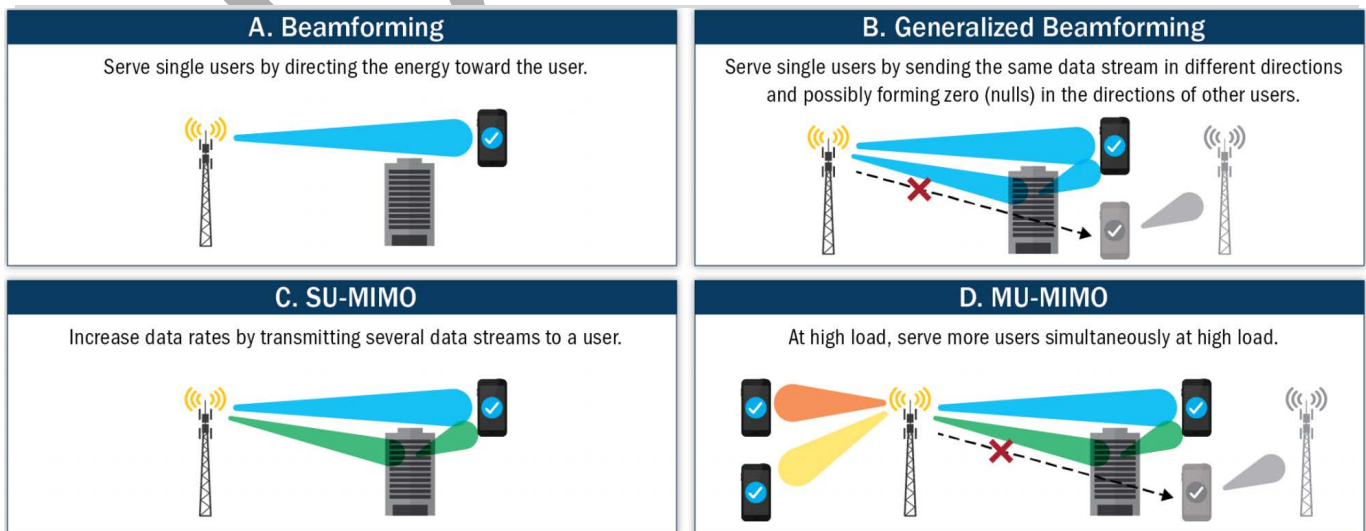 A. Beamforming
Serve single users by directing the energy toward the user.
B. Generalized Beamforming
Serve single users by sending the same data stream in different directions
and possibly forming zero (nulls) in the directions of other users.
C. SU-MIMO
Increase data rates by transmitting several data streams to a user.
D. MU-MIMO
At high load, serve more users simultaneously at high load.